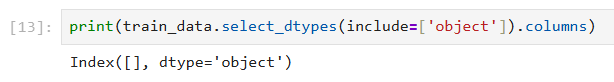 [13]: print(train_data.select_dtypes(include=['object']).columns)
Index([], dtype='object')